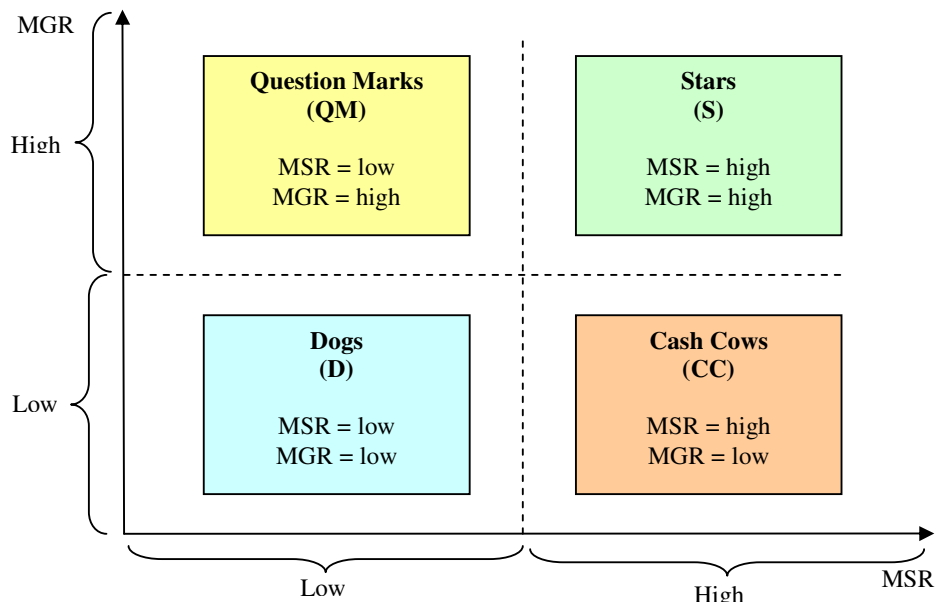 MGR
High
Low
Question Marks
(QM)
MSR = low
MGR = high
Stars
(S)
MSR = high
MGR = high
Dogs
(D)
MSR = low
MGR = low
Cash Cows
(CC)
MSR = high
MGR = low
Low
High
MSR